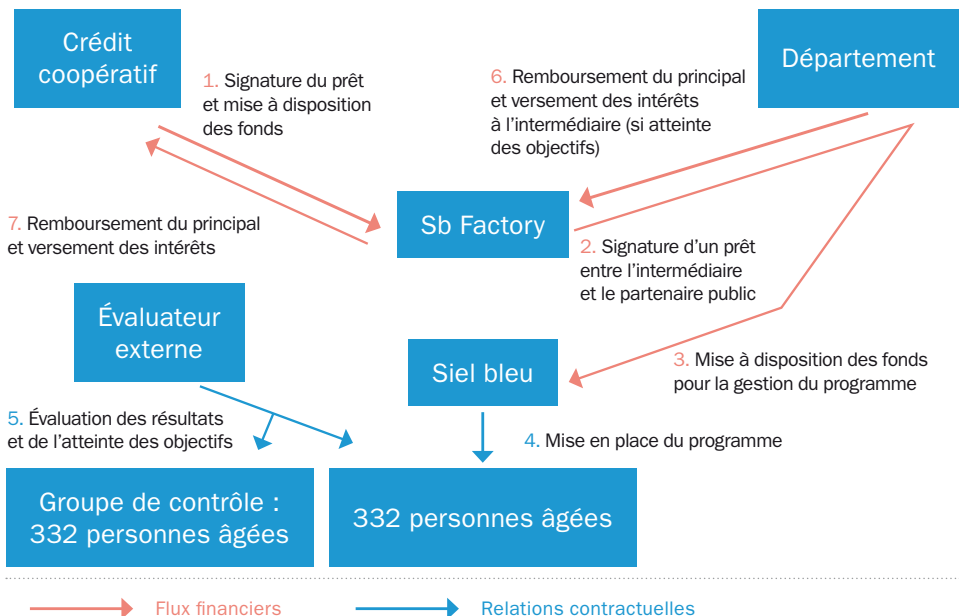 Crédit
coopératif
1. Signature du prêt
et mise à disposition
des fonds
6. Remboursement du principal
et versement des intérêts
à l’intermédiaire (si atteinte
des objectifs)
Département
7. Remboursement du principal
et versement des intérêts
Sb Factory
2. Signature d’un prêt
entre l’intermédiaire
et le partenaire public
Évaluateur
externe
Siel bleu
3. Mise à disposition des fonds
pour la gestion du programme
5. Évaluation des résultats
et de l’atteinte des objectifs
4. Mise en place du programme
Groupe de contrôle :
332 personnes âgées
332 personnes âgées
Flux financiers
Relations contractuelles